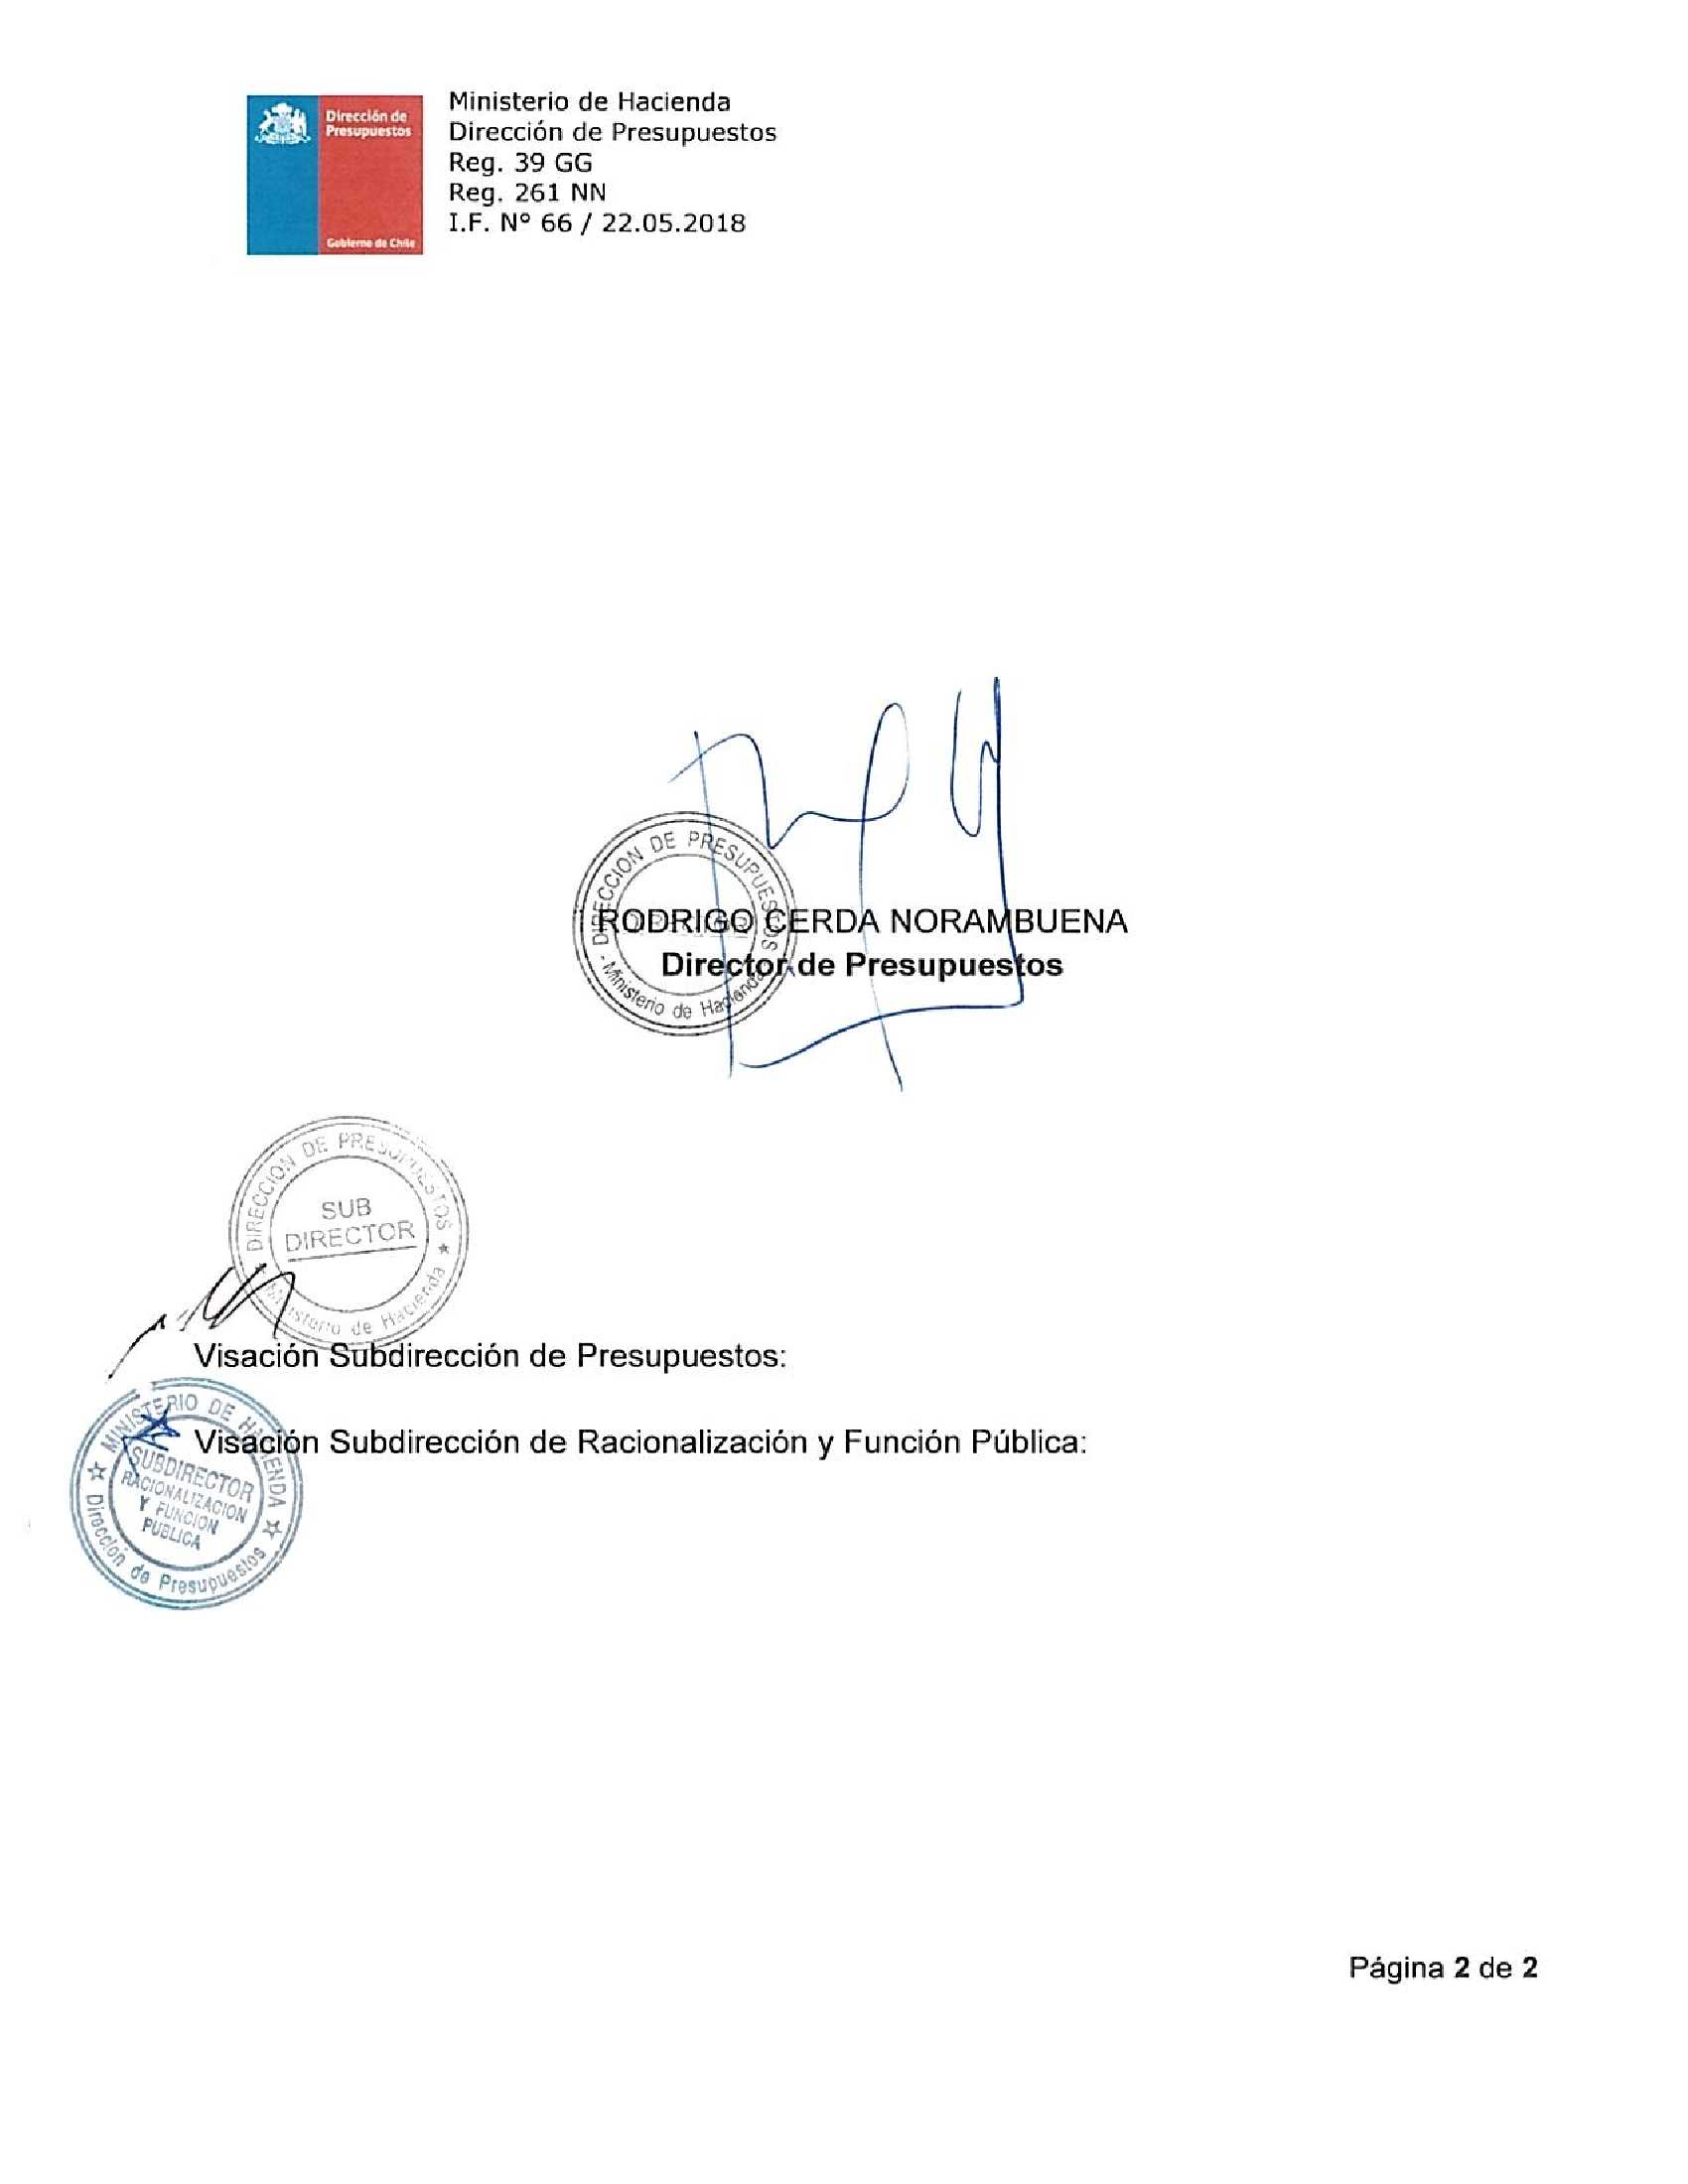 Dirección de
Presupuestos
Gobierno de Chile
Ministerio de Hacienda
Dirección de Presupuestos
Reg. 39 GG
Reg. 261 NN
I.F. Nº 66 / 22.05.2018
DIRECCION DE PRESUPUESTOS
- Ministerio de Hacienda
RODRIGO CERDA NORAMBUENA
Director de Presupuestos
DIRECCION DE PRESUPUESTOS
SUB
DIRECTOR
Ministerio de Hacienda
Visación Subdirección de Presupuestos:
MINISTERIO DE HACIENDA
Visación Subdirección de Racionalización y Función Pública:
SUBDIRECTOR
RACIONALIZACION
Y FUNCION
PUBLICA
Dirección de Presupuestos
Página 2 de 2